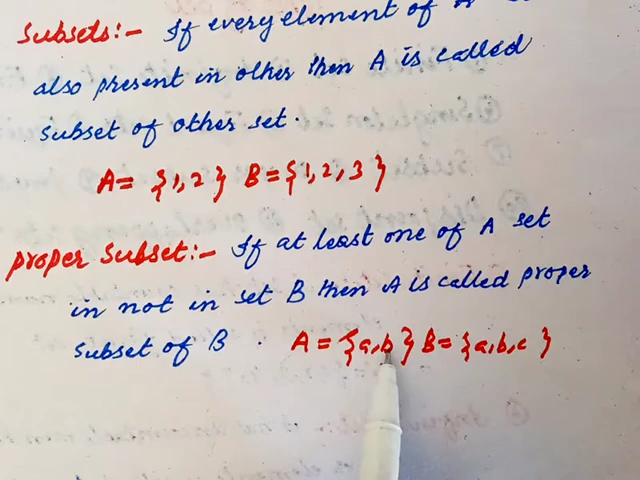 Subsets:- If every element of A
also present in other then A is called
subset of other set.
A = {1,2} B = {1,2,3}
Proper Subset:- If at least one of A set
in not in set B then A is called proper
subset of B. A = {a,b} B = {a,b,c}